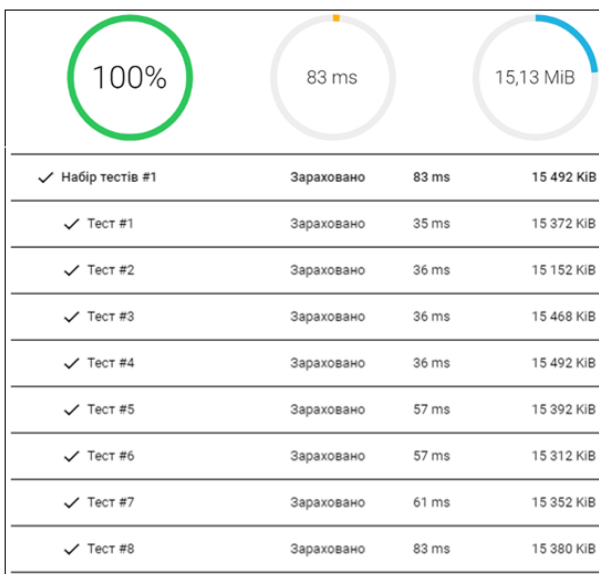 100% 83 ms 15,13 MiB
Набір тестів #1 Зараховано 83 ms 15 492 KiB
Тест #1 Зараховано 35 ms 15 372 KiB
Тест #2 Зараховано 36 ms 15 152 KiB
Тест #3 Зараховано 36 ms 15 468 KiB
Тест #4 Зараховано 36 ms 15 492 KiB
Тест #5 Зараховано 57 ms 15 392 KiB
Тест #6 Зараховано 57 ms 15 312 KiB
Тест #7 Зараховано 61 ms 15 352 KiB
Тест #8 Зараховано 83 ms 15 380 KiB